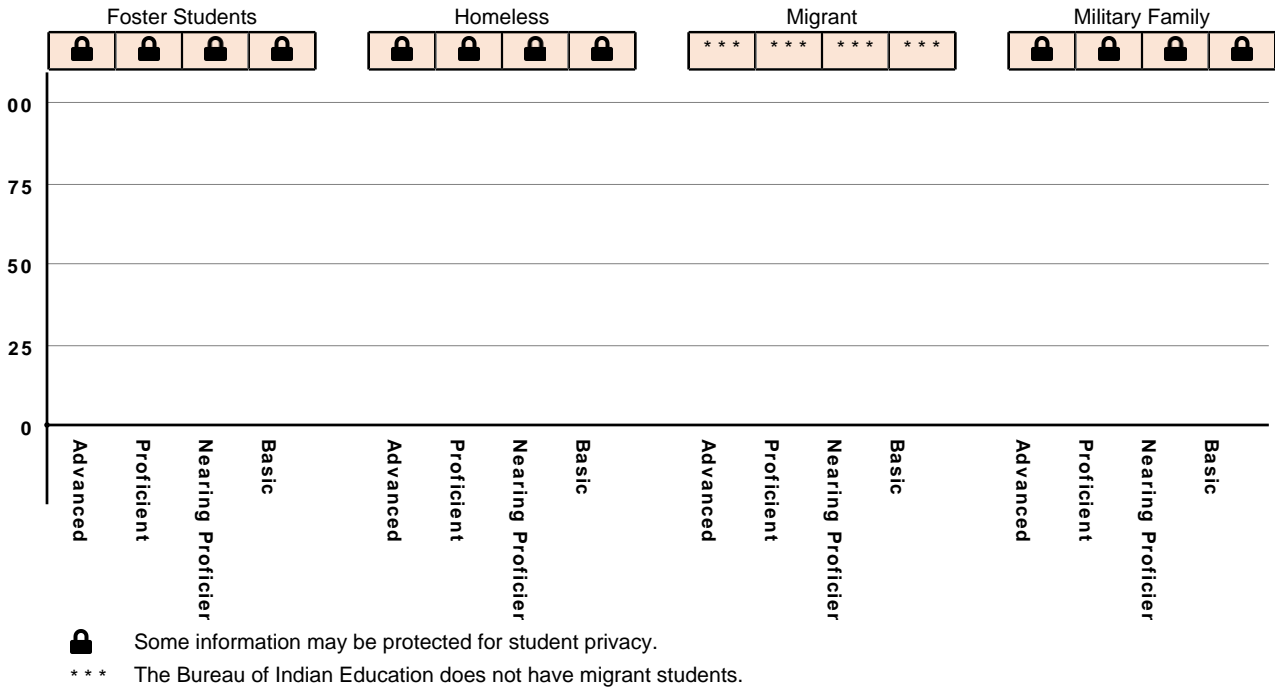 Foster Students Homeless Migrant Military Family
* * * * * * * * * * * *
00
75
50
25
0
Advanced Proficient Nearing Proficier Basic Advanced Proficient Nearing Proficier Basic Advanced Proficient Nearing Proficier Basic Advanced Proficient Nearing Proficier Basic
Some information may be protected for student privacy.
* * * The Bureau of Indian Education does not have migrant students.